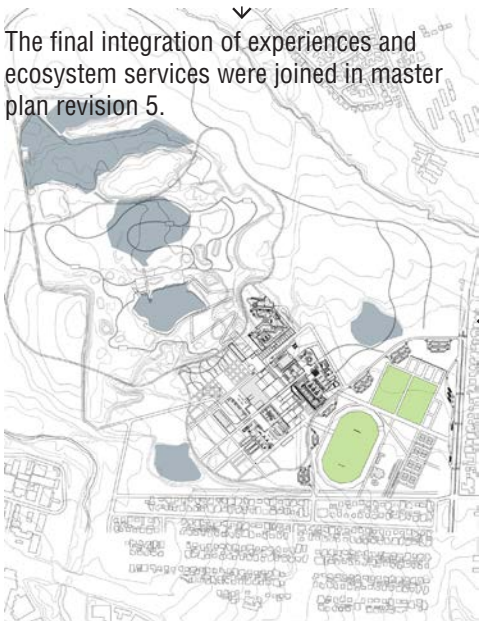 The final integration of experiences and
ecosystem services were joined in master
plan revision 5.